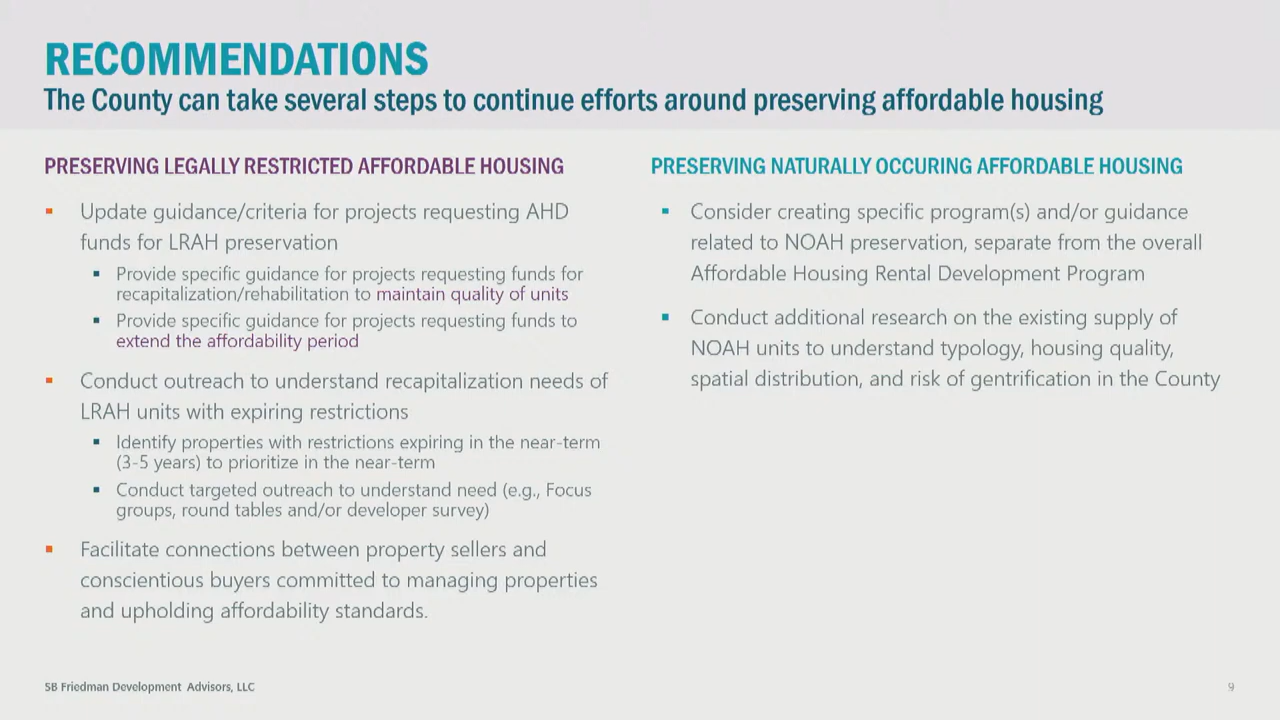 RECOMMENDATIONS
The County can take several steps to continue efforts around preserving affordable housing
PRESERVING LEGALLY RESTRICTED AFFORDABLE HOUSING
Update guidance/criteria for projects requesting AHD
funds for LRAH preservation
Provide specific guidance for projects requesting funds for
recapitalization/rehabilitation to maintain quality of units
Provide specific guidance for projects requesting funds to
extend the affordability period
Conduct outreach to understand recapitalization needs of
LRAH units with expiring restrictions
Identify properties with restrictions expiring in the near-term
(3-5 years) to prioritize in the near-term
Conduct targeted outreach to understand need (e.g., Focus
groups, round tables and/or developer survey)
Facilitate connections between property sellers and
conscientious buyers committed to managing properties
and upholding affordability standards.
PRESERVING NATURALLY OCCURING AFFORDABLE HOUSING
Consider creating specific program(s) and/or guidance
related to NOAH preservation, separate from the overall
Affordable Housing Rental Development Program
Conduct additional research on the existing supply of
NOAH units to understand typology, housing quality,
spatial distribution, and risk of gentrification in the County
SB Friedman Development Advisors, LLC
9